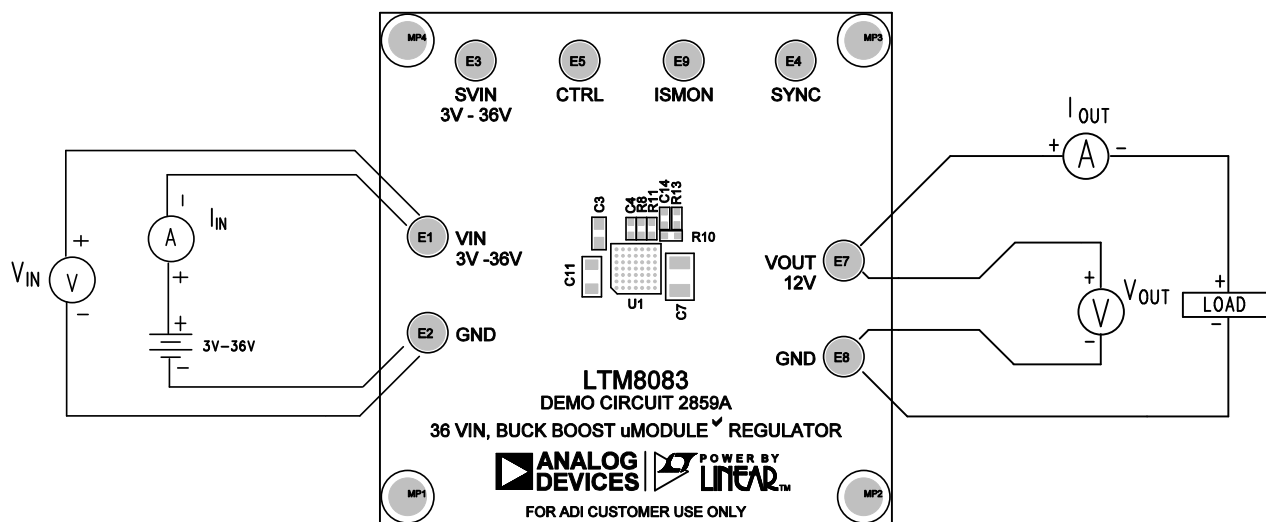 MP4
MP3
E3
E5
E9
E4
SVIN
3V - 36V
CTRL
ISMON
SYNC
I OUT
+ A -
- A +
I IN
V IN
+ V -
+ -
3V-36V
E1
VIN
3V -36V
E2
GND
C3
C4
R8
R11
C14
R13
R10
C11
U1
C7
VOUT
12V
E7
GND
E8
+ V -
V OUT
+
LOAD
-
LTM8083
DEMO CIRCUIT 2859A
36 VIN, BUCK BOOST uMODULE REGULATOR
ANALOG
DEVICES
POWER BY
LINEAR TM
FOR ADI CUSTOMER USE ONLY
MP1
MP2